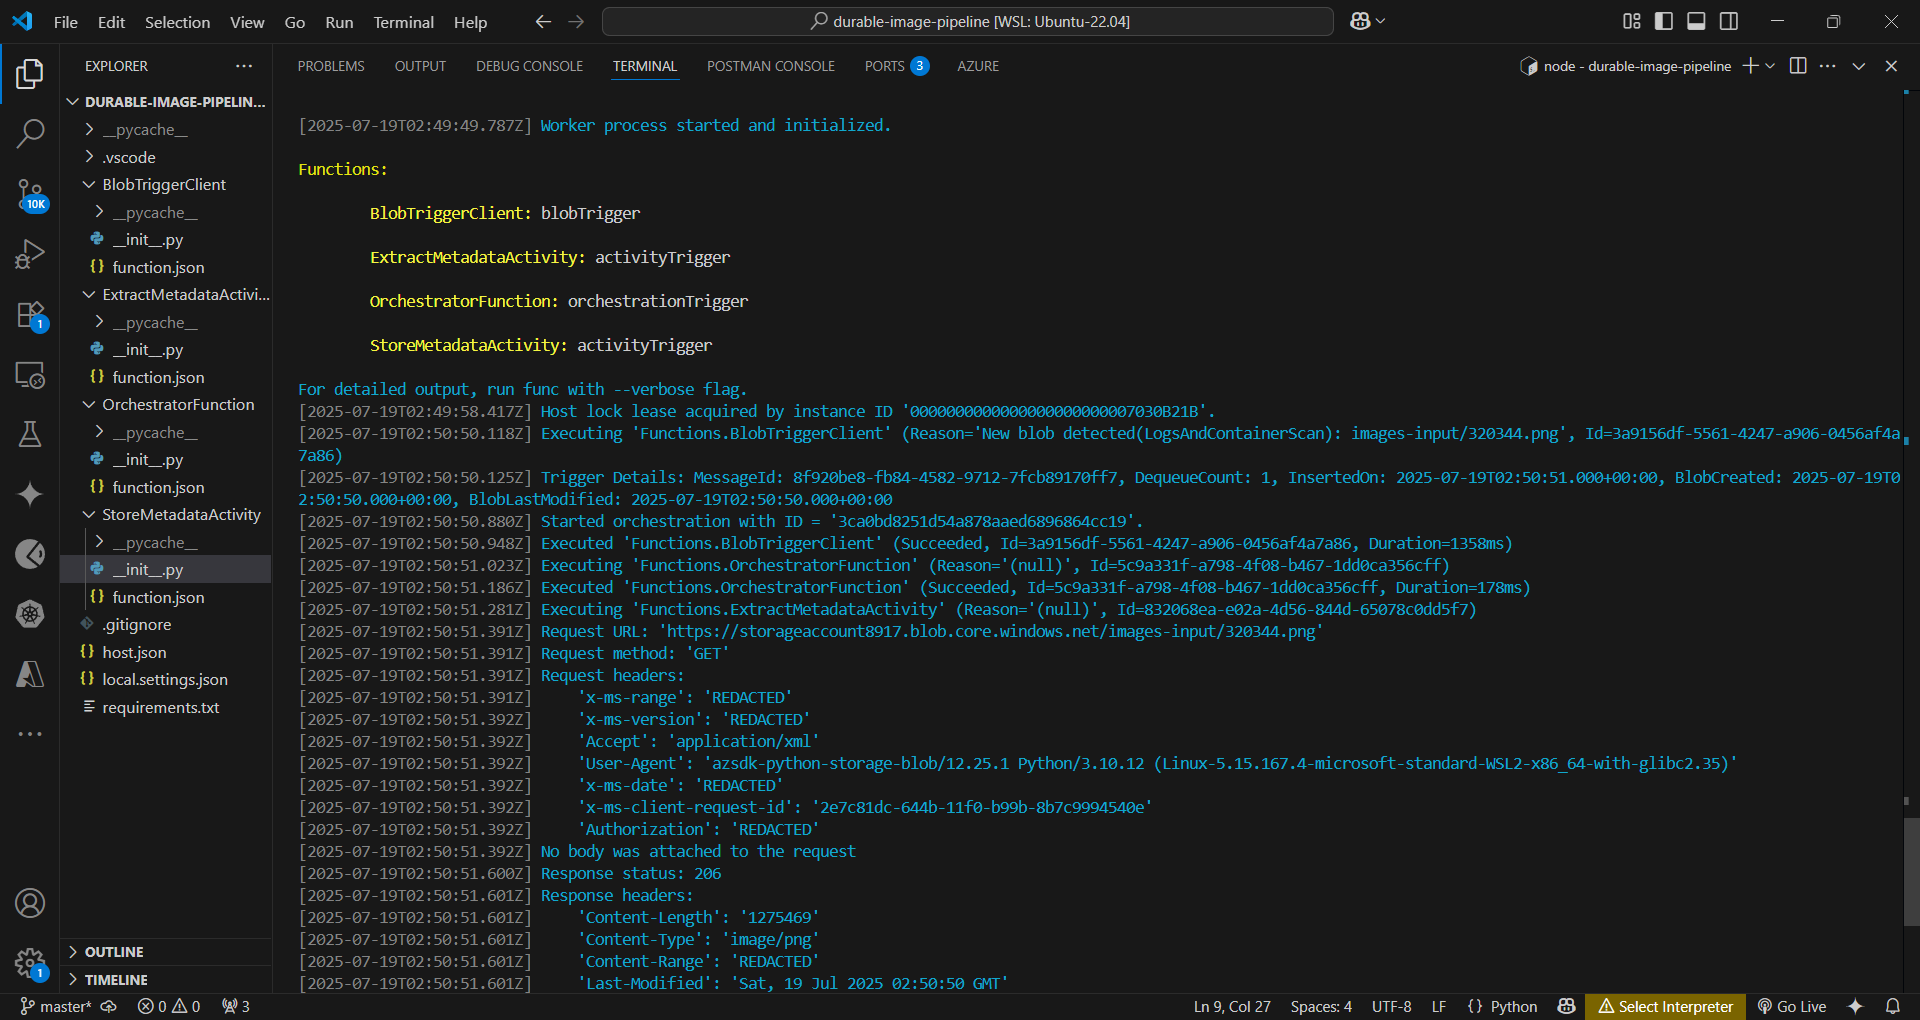 File Edit Selection View Go Run Terminal Help
durable-image-pipeline [WSL: Ubuntu-22.04]
EXPLORER
DURABLE-IMAGE-PIPELIN...
__pycache__
.vscode
BlobTriggerClient
__pycache__
__init__.py
function.json
ExtractMetadataActivi...
__pycache__
__init__.py
function.json
OrchestratorFunction
__pycache__
__init__.py
function.json
StoreMetadataActivity
__pycache__
__init__.py
function.json
.gitignore
host.json
local.settings.json
requirements.txt
OUTLINE
TIMELINE
10K
1
1
PROBLEMS OUTPUT DEBUG CONSOLE TERMINAL POSTMAN CONSOLE PORTS 3 AZURE
node - durable-image-pipeline
[2025-07-19T02:49:49.787Z] Worker process started and initialized.
Functions:
BlobTriggerClient: blobTrigger
ExtractMetadataActivity: activityTrigger
OrchestratorFunction: orchestrationTrigger
StoreMetadataActivity: activityTrigger
For detailed output, run func with --verbose flag.
[2025-07-19T02:49:58.417Z] Host lock lease acquired by instance ID '0000000000000000000000007030B21B'.
[2025-07-19T02:50:50.118Z] Executing 'Functions.BlobTriggerClient' (Reason='New blob detected(LogsAndContainerScan): images-input/320344.png', Id=3a9156df-5561-4247-a906-0456af4a
7a86)
[2025-07-19T02:50:50.125Z] Trigger Details: MessageId: 8f920be8-fb84-4582-9712-7fcb89170ff7, DequeueCount: 1, InsertedOn: 2025-07-19T02:50:51.000+00:00, BlobCreated: 2025-07-19T0
2:50:50.000+00:00, BlobLastModified: 2025-07-19T02:50:50.000+00:00
[2025-07-19T02:50:50.880Z] Started orchestration with ID = '3ca0bd8251d54a878aaed6896864cc19'.
[2025-07-19T02:50:50.948Z] Executed 'Functions.BlobTriggerClient' (Succeeded, Id=3a9156df-5561-4247-a906-0456af4a7a86, Duration=1358ms)
[2025-07-19T02:50:51.023Z] Executing 'Functions.OrchestratorFunction' (Reason='(null)', Id=5c9a331f-a798-4f08-b467-1dd0ca356cff)
[2025-07-19T02:50:51.186Z] Executed 'Functions.OrchestratorFunction' (Succeeded, Id=5c9a331f-a798-4f08-b467-1dd0ca356cff, Duration=178ms)
[2025-07-19T02:50:51.281Z] Executing 'Functions.ExtractMetadataActivity' (Reason='(null)', Id=832068ea-e02a-4d56-844d-65078c0dd5f7)
[2025-07-19T02:50:51.391Z] Request URL: 'https://storageaccount8917.blob.core.windows.net/images-input/320344.png'
[2025-07-19T02:50:51.391Z] Request method: 'GET'
[2025-07-19T02:50:51.391Z] Request headers:
[2025-07-19T02:50:51.391Z]     'x-ms-range': 'REDACTED'
[2025-07-19T02:50:51.392Z]     'x-ms-version': 'REDACTED'
[2025-07-19T02:50:51.392Z]     'Accept': 'application/xml'
[2025-07-19T02:50:51.392Z]     'User-Agent': 'azsdk-python-storage-blob/12.25.1 Python/3.10.12 (Linux-5.15.167.4-microsoft-standard-WSL2-x86_64-with-glibc2.35)'
[2025-07-19T02:50:51.392Z]     'x-ms-date': 'REDACTED'
[2025-07-19T02:50:51.392Z]     'x-ms-client-request-id': '2e7c81dc-644b-11f0-b99b-8b7c9994540e'
[2025-07-19T02:50:51.392Z]     'Authorization': 'REDACTED'
[2025-07-19T02:50:51.392Z] No body was attached to the request
[2025-07-19T02:50:51.600Z] Response status: 206
[2025-07-19T02:50:51.601Z] Response headers:
[2025-07-19T02:50:51.601Z]     'Content-Length': '1275469'
[2025-07-19T02:50:51.601Z]     'Content-Type': 'image/png'
[2025-07-19T02:50:51.601Z]     'Content-Range': 'REDACTED'
[2025-07-19T02:50:51.601Z]     'Last-Modified': 'Sat, 19 Jul 2025 02:50:50 GMT'
master* 0 0 3 Ln 9, Col 27 Spaces: 4 UTF-8 LF {} Python Select Interpreter Go Live